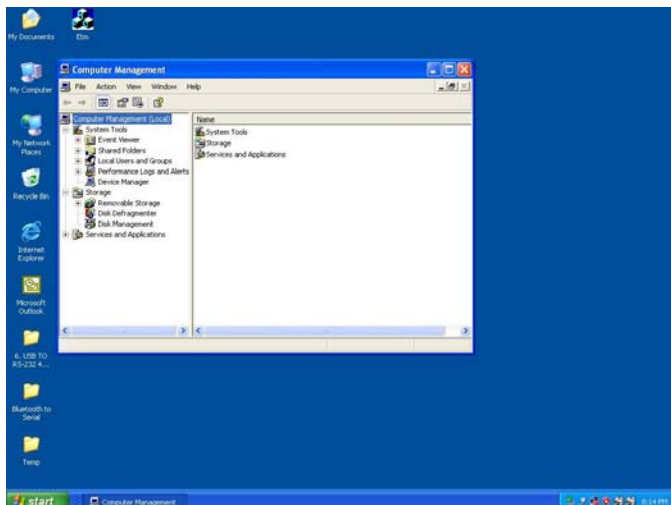 My Documents
Elm
My Computer
My Network
Places
Recycle Bin
Internet
Explorer
Microsoft
Outlook
6. USB TO
RS-232 4....
Bluetooth to
Serial
Temp
Computer Management
File Action View Window Help
Computer Management (Local)
System Tools
Event Viewer
Shared Folders
Local Users and Groups
Performance Logs and Alerts
Device Manager
Storage
Removable Storage
Disk Defragmenter
Disk Management
Services and Applications
Name
System Tools
Storage
Services and Applications
start
Computer Management
8:14 PM